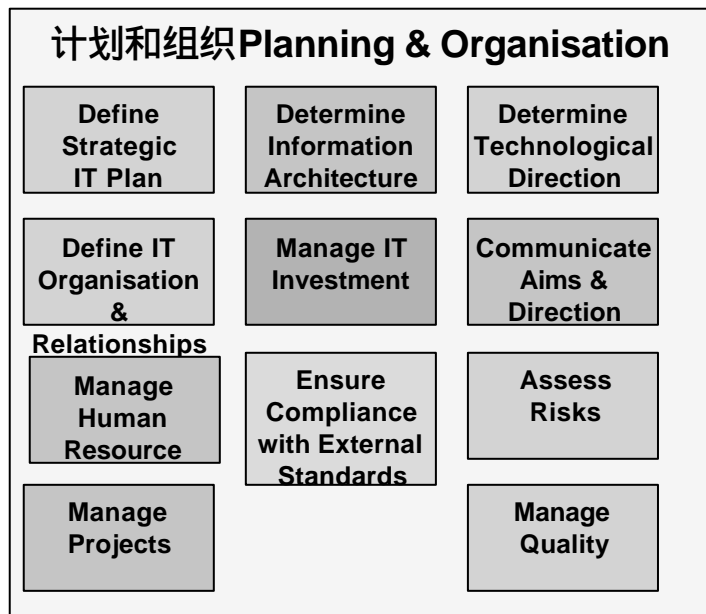 计划和组织Planning & Organisation
Define
Strategic
IT Plan
Determine
Information
Architecture
Determine
Technological
Direction
Define IT
Organisation
&
Relationships
Manage IT
Investment
Communicate
Aims &
Direction
Manage
Human
Resource
Ensure
Compliance
with External
Standards
Assess
Risks
Manage
Projects
Manage
Quality